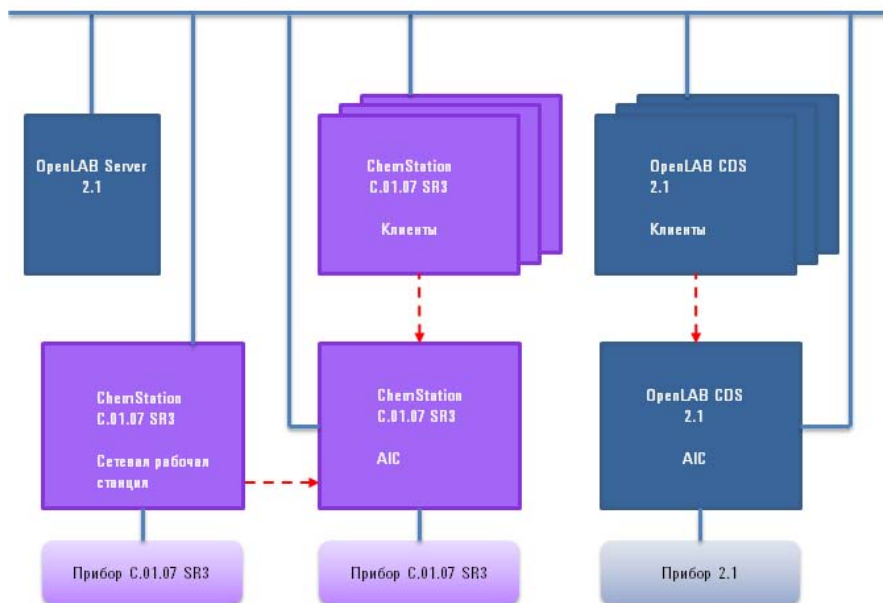 OpenLAB Server
2.1
ChemStation
C.01.07 SR3
Клиенты
OpenLAB CDS
2.1
Клиенты
ChemStation
C.01.07 SR3
Сетевая рабочая
станция
ChemStation
C.01.07 SR3
AIC
OpenLAB CDS
2.1
AIC
Прибор C.01.07 SR3
Прибор C.01.07 SR3
Прибор 2.1